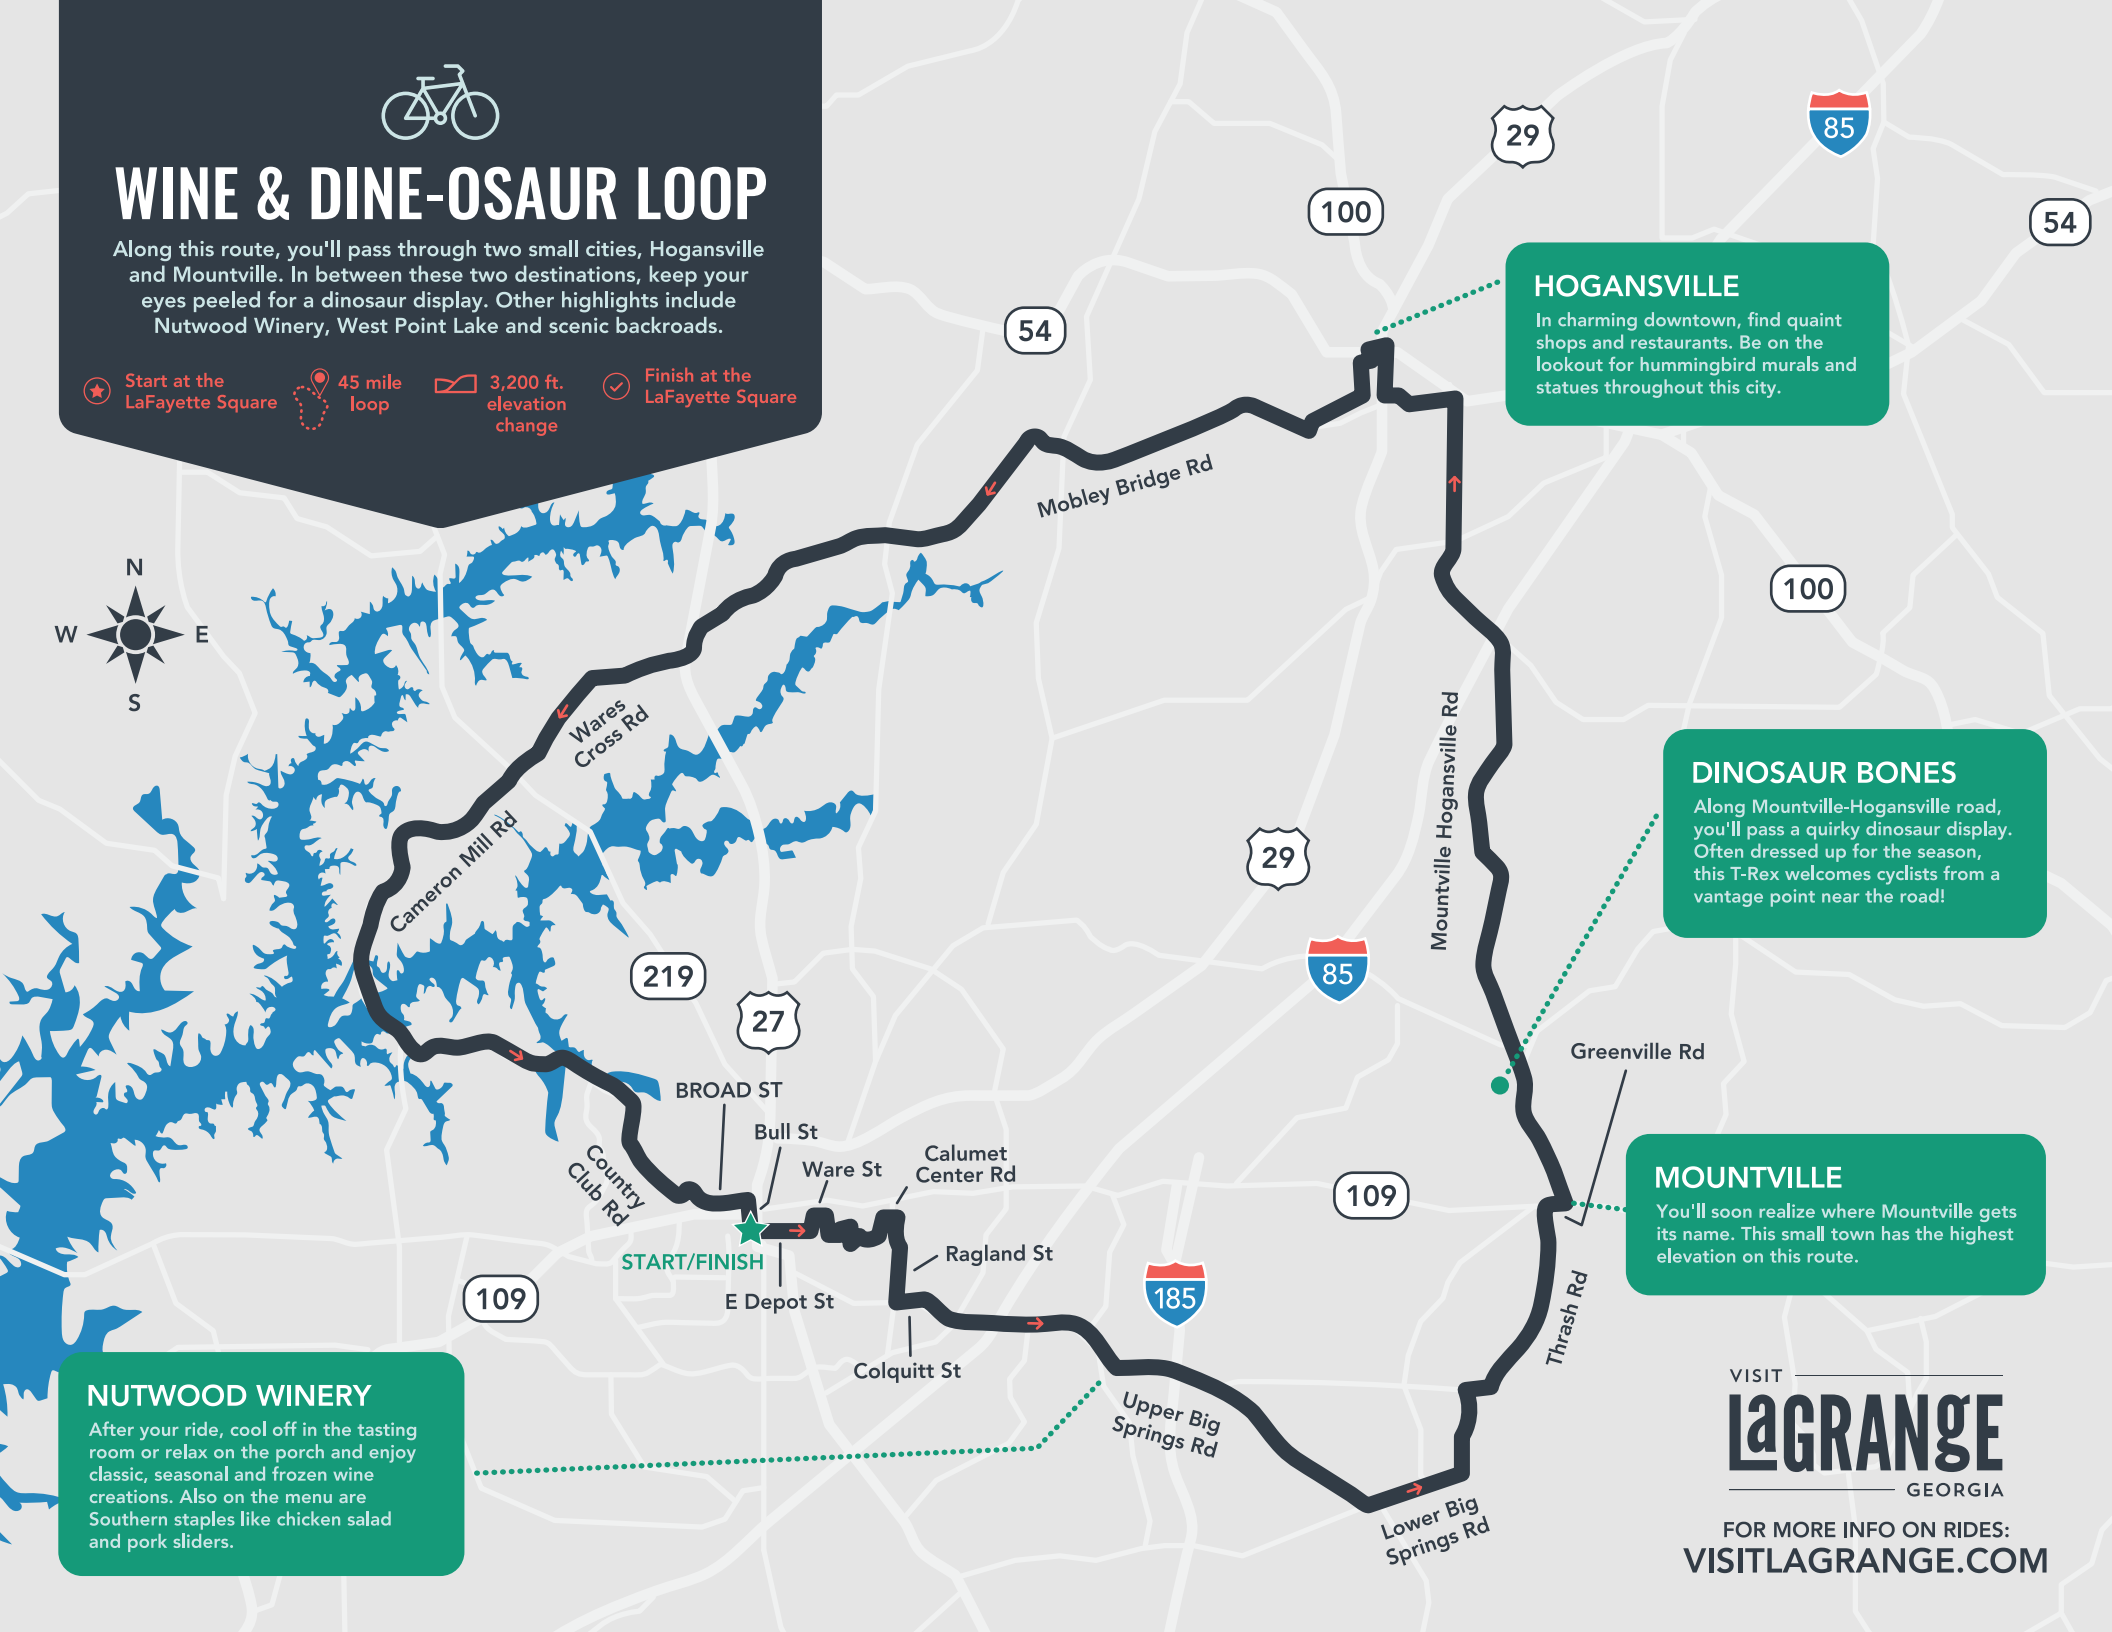 WINE & DINE-OSAUR LOOP
Along this route, you'll pass through two small cities, Hogansville
and Mountville. In between these two destinations, keep your
eyes peeled for a dinosaur display. Other highlights include
Nutwood Winery, West Point Lake and scenic backroads.
Start at the
LaFayette Square
45 mile
loop
3,200 ft.
elevation
change
Finish at the
LaFayette Square
29
85
100
54
54
HOGANSVILLE
In charming downtown, find quaint
shops and restaurants. Be on the
lookout for hummingbird murals and
statues throughout this city.
Mobley Bridge Rd
N
W
E
S
100
Wares
Cross Rd
Mountville Hogansville Rd
DINOSAUR BONES
Along Mountville-Hogansville road,
you'll pass a quirky dinosaur display.
Often dressed up for the season,
this T-Rex welcomes cyclists from a
vantage point near the road!
Cameron Mill Rd
29
85
219
27
Greenville Rd
BROAD ST
Bull St
Ware St
Calumet
Center Rd
Country
Club Rd
109
MOUNTVILLE
You'll soon realize where Mountville gets
its name. This small town has the highest
elevation on this route.
START/FINISH
Ragland St
E Depot St
109
185
Thrash Rd
Colquitt St
Upper Big
Springs Rd
Lower Big
Springs Rd
NUTWOOD WINERY
After your ride, cool off in the tasting
room or relax on the porch and enjoy
classic, seasonal and frozen wine
creations. Also on the menu are
Southern staples like chicken salad
and pork sliders.
VISIT
LaGRANgE
GEORGIA
FOR MORE INFO ON RIDES:
VISITLAGRANGE.COM